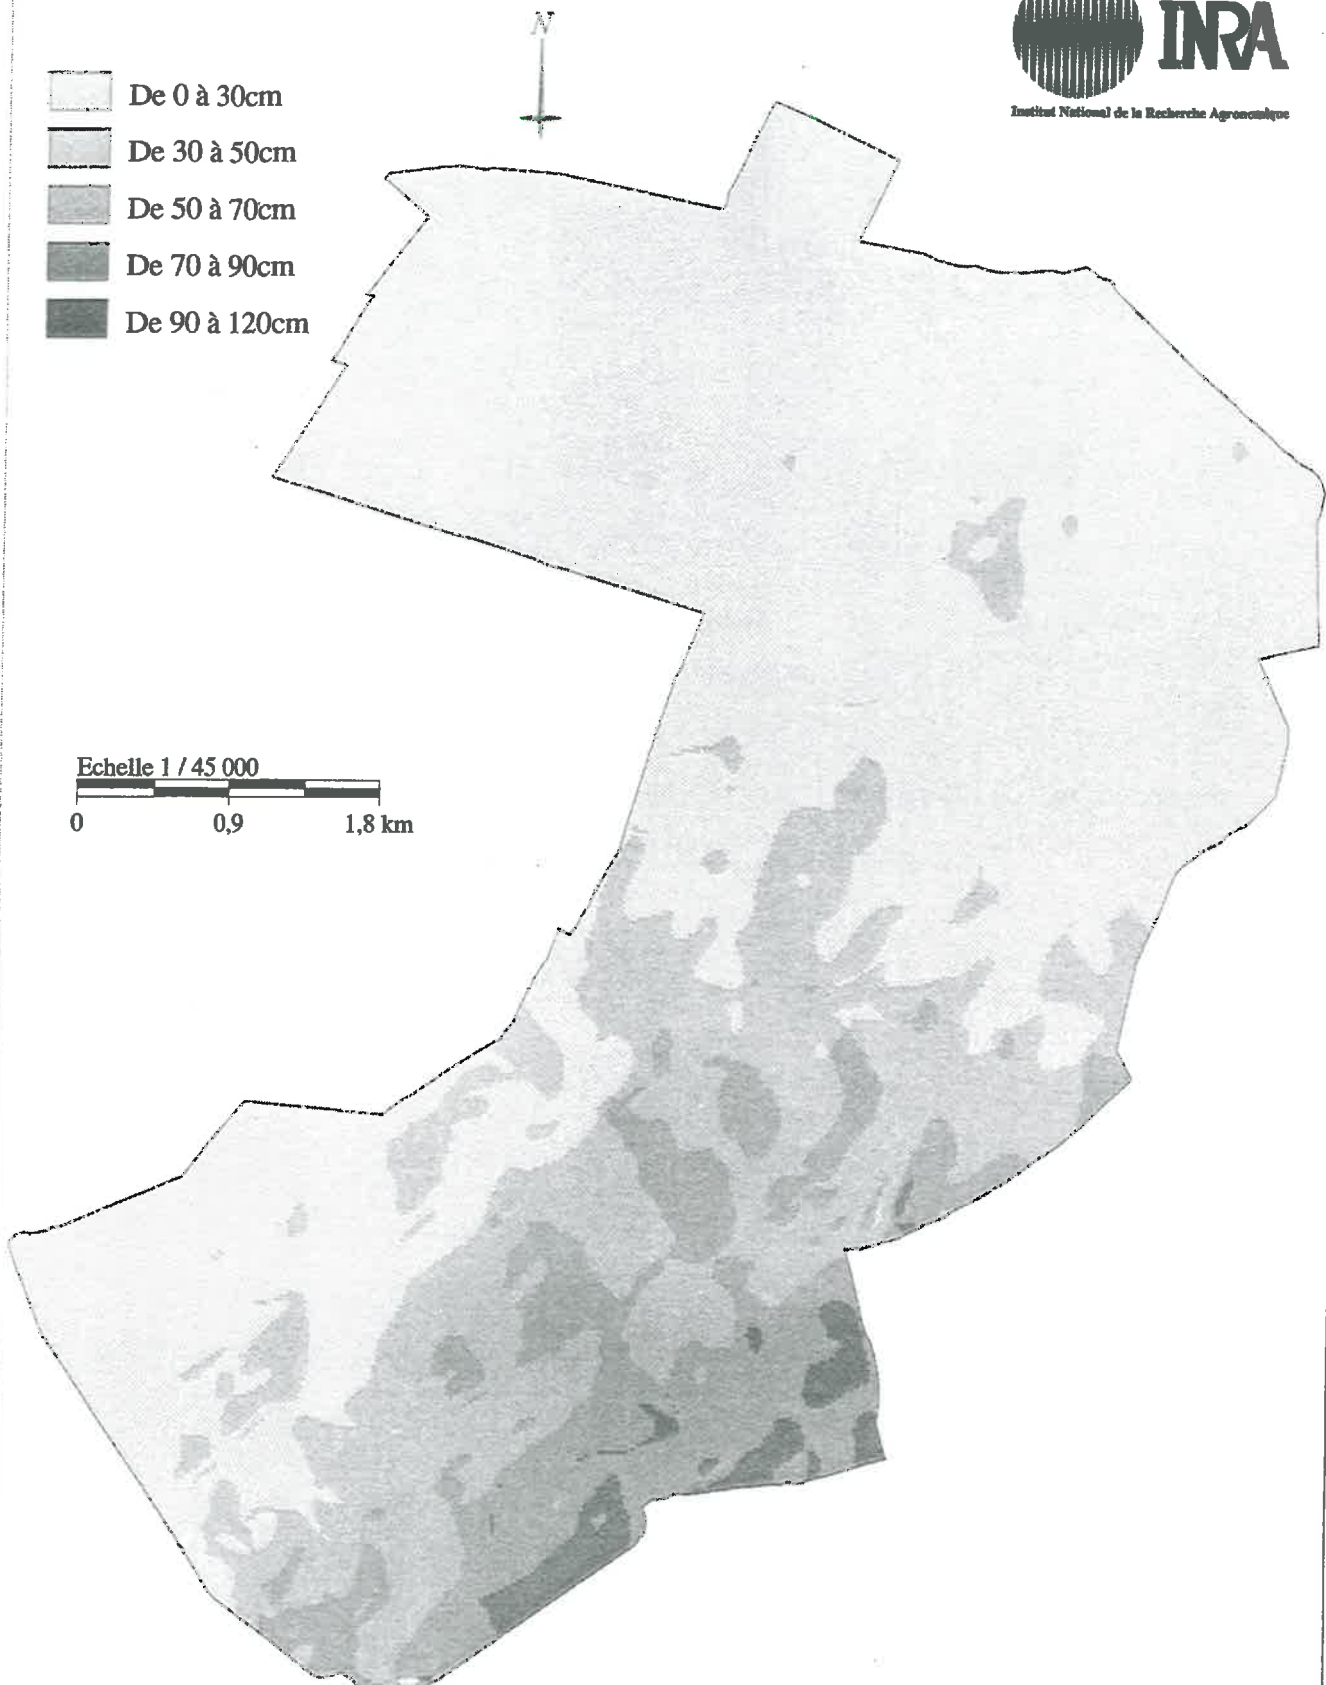 N
INRA
Institut National de la Recherche Agronomique
De 0 à 30cm
De 30 à 50cm
De 50 à 70cm
De 70 à 90cm
De 90 à 120cm
Echelle 1 / 45 000
0 0,9 1,8 km